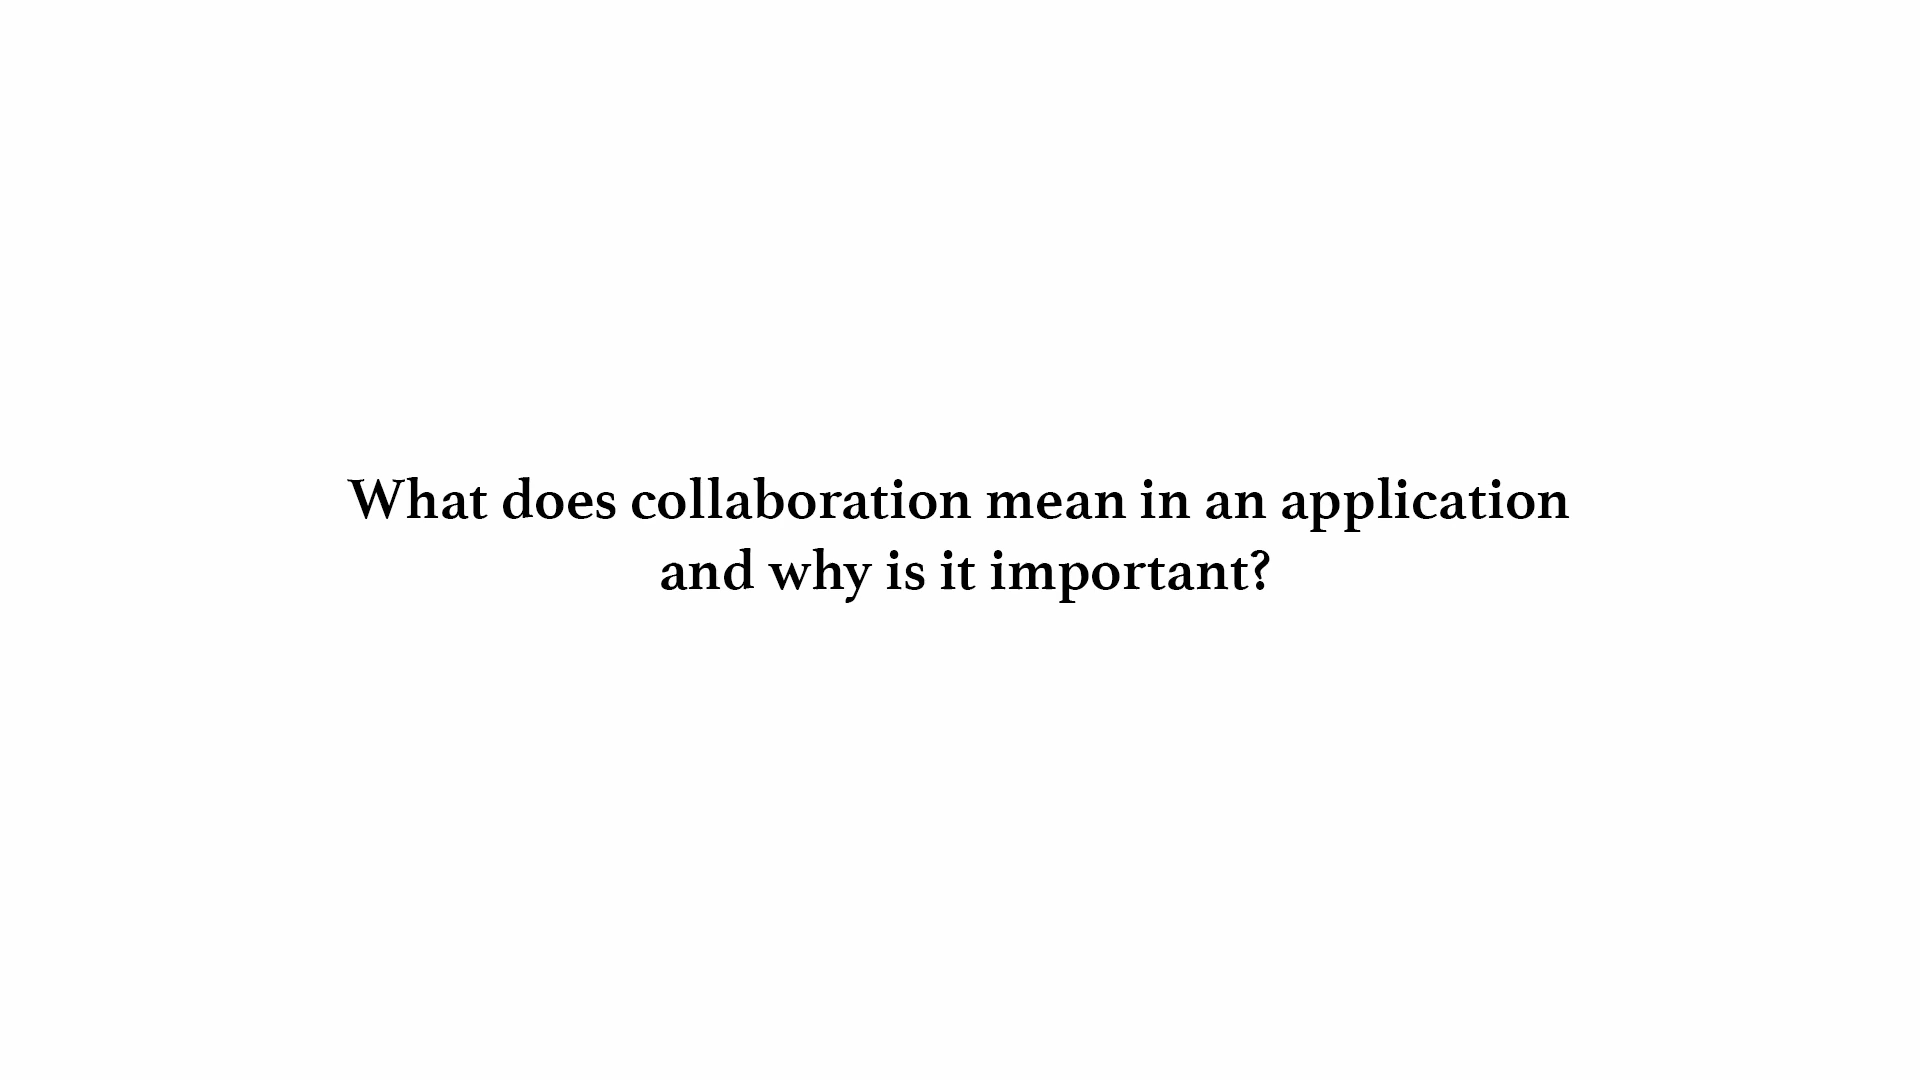 What does collaboration mean in an application
and why is it important?